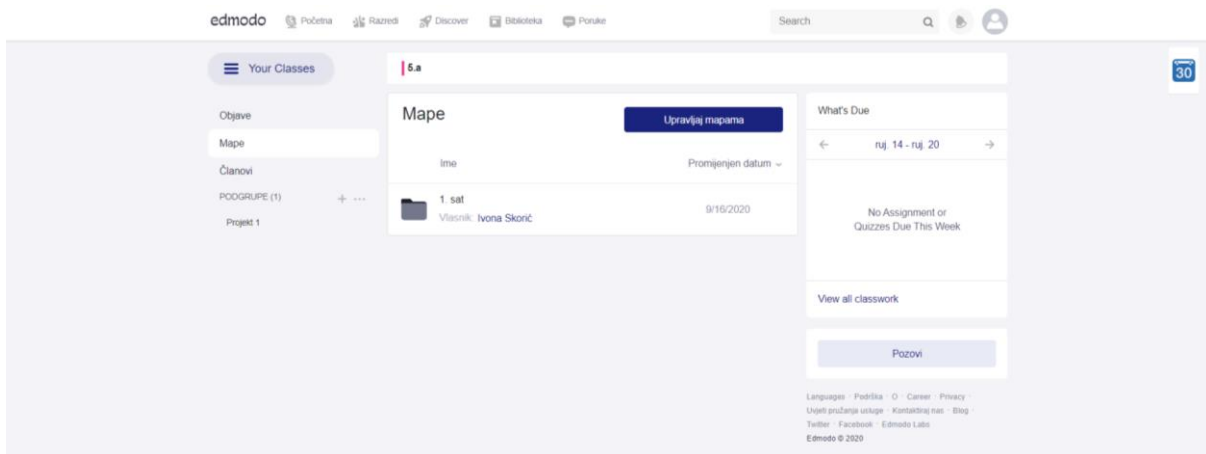 edmodo Početna Razredi Discover Biblioteka Poruke Search
30
Your Classes
5.a
Objave
Mape
Članovi
PODGRUPE (1)
Projekt 1
Mape
Upravljaj mapama
Ime Promijenjen datum
1. sat
Vlasnik: Ivona Skorić
9/16/2020
What's Due
ruj. 14 - ruj. 20
No Assignment or
Quizzes Due This Week
View all classwork
Pozovi
Languages · Podrška · O · Career · Privacy ·
Uvjeti pružanja usluge · Kontaktiraj nas · Blog ·
Twitter · Facebook · Edmodo Labs
Edmodo © 2020